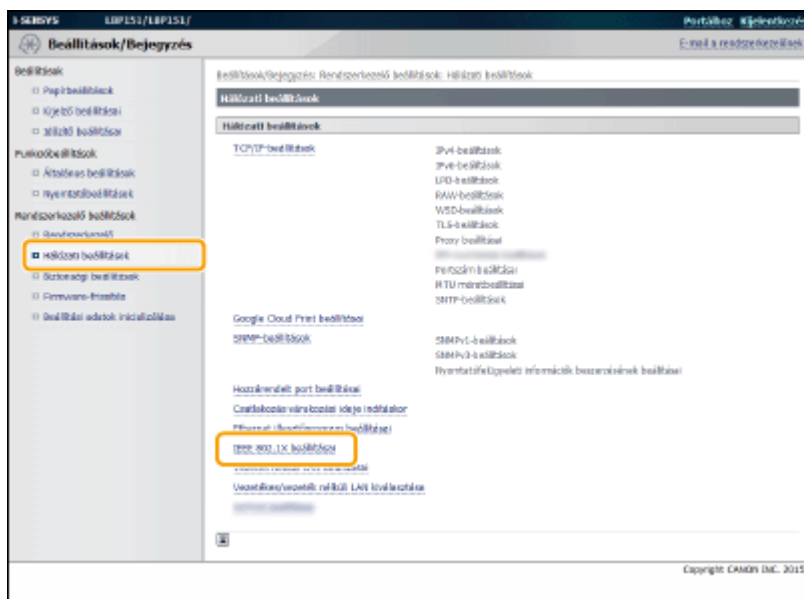 i-SENSYS LBP151/LBP151/ Portálhoz Kijelentkezés
Beállítások/Bejegyzés E-mail a rendszerkezelőnek
Beállítások
Papírbeállítások
Kijelző beállításai
Időzítő beállításai
Funkcióbeállítások
Általános beállítások
Nyomtatóbeállítások
Rendszerkezelő beállítások
Rendszerkezelő
Hálózati beállítások
Biztonsági beállítások
Firmware-frissítés
Beállítási adatok inicializálása
Beállítások/Bejegyzés: Rendszerkezelő beállítások: Hálózati beállítások
Hálózati beállítások
Hálózati beállítások
TCP/IP-beállítások
IPv4-beállítások
IPv6-beállítások
LPD-beállítások
RAW-beállítások
WSD-beállítások
TLS-beállítások
Proxy beállításai
Portszám beállításai
MTU méretbeállításai
SNTP-beállítások
Google Cloud Print beállításai
SNMP-beállítások
SNMPv1-beállítások
SNMPv3-beállítások
Nyomtatófelügyeleti információk beszerzésének beállításai
Hozzárendelt port beállításai
Csatlakozás várakozási ideje indításkor
Ethernet illesztőprogram beállításai
IEEE 802.1X beállításai
Vezetékes/vezeték nélküli LAN kiválasztása
Copyright CANON INC. 2015